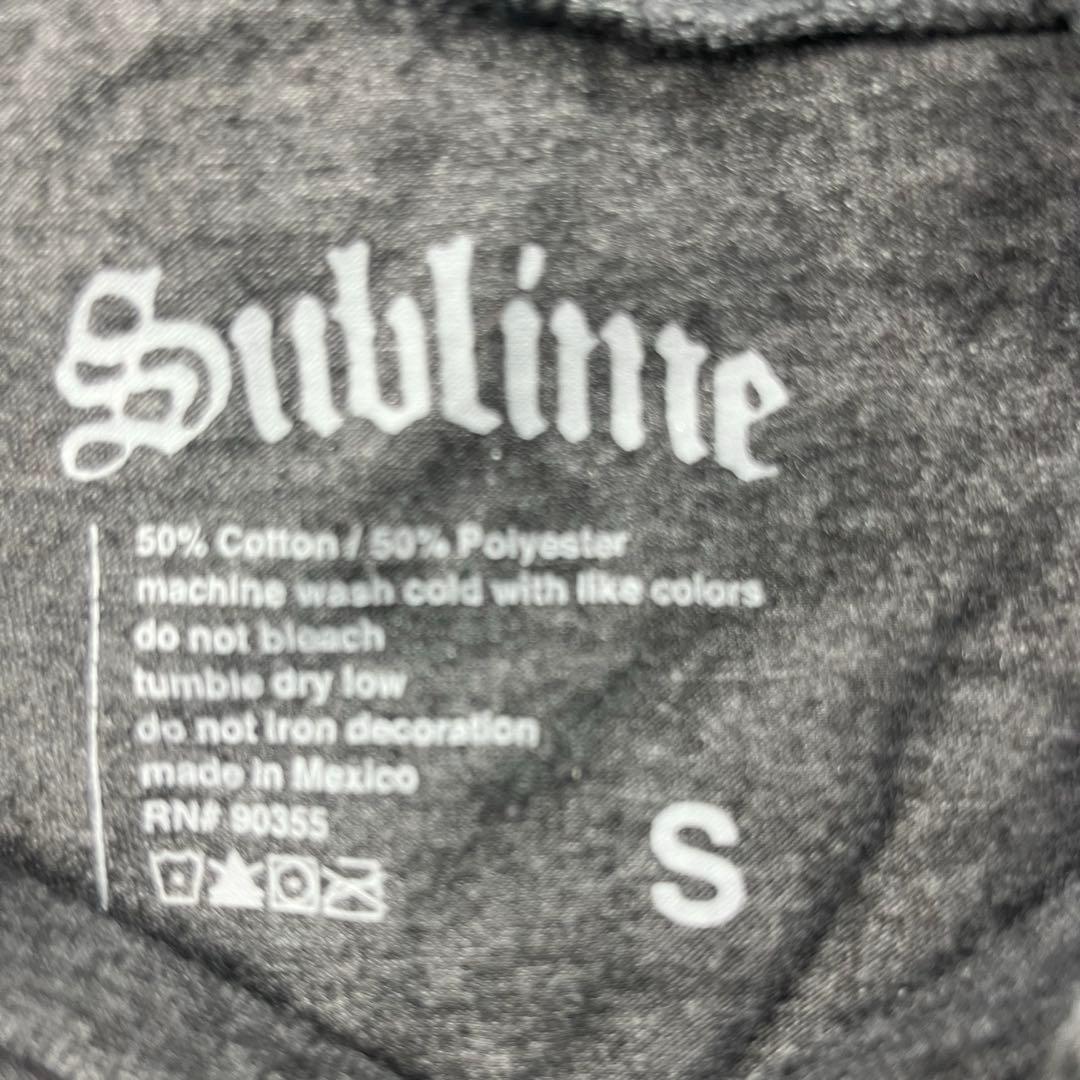 Sublime
50% Cotton / 50% Polyester
machine wash cold with like colors
do not bleach
tumble dry low
do not iron decoration
made in Mexico
RN# 90355
S